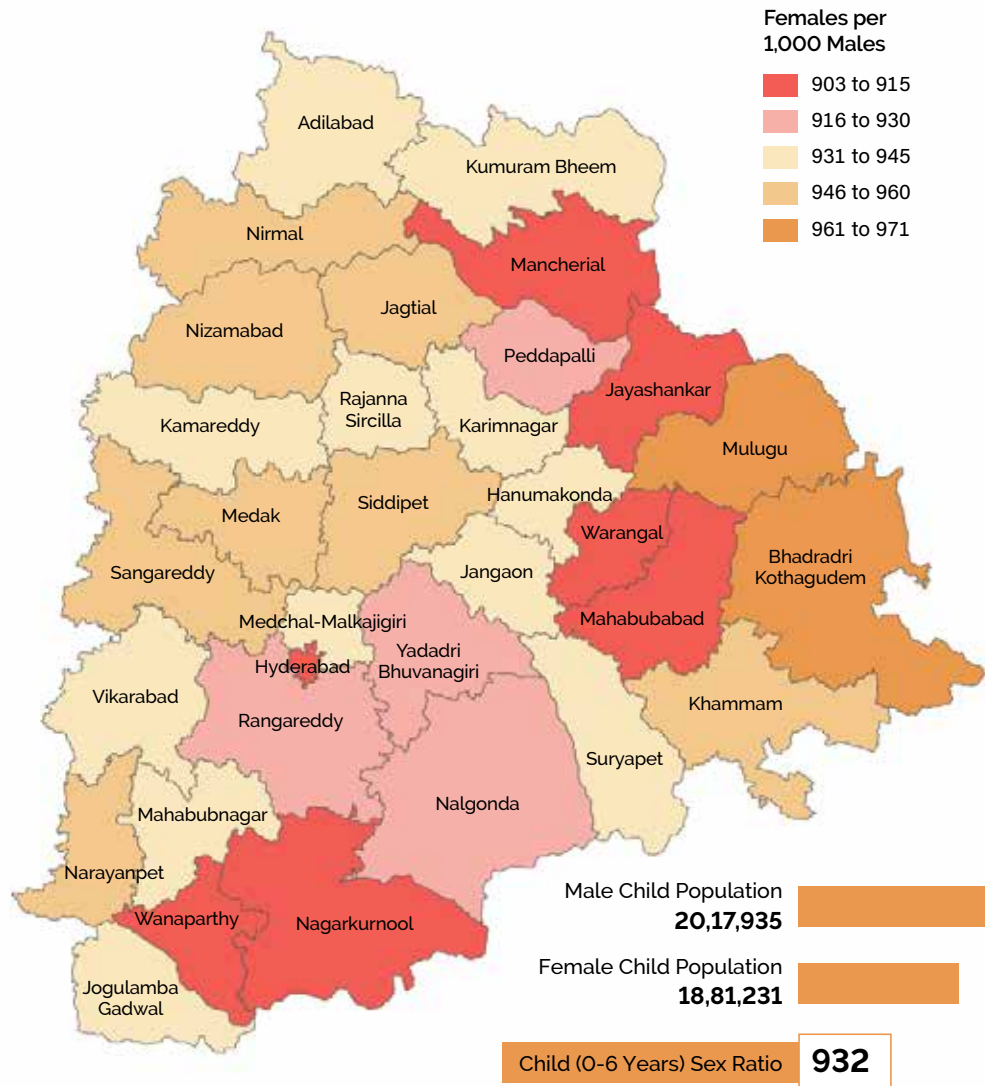 Females per
1,000 Males
903 to 915
916 to 930
931 to 945
946 to 960
961 to 971
Adilabad
Kumuram Bheem
Nirmal
Mancherial
Jagtial
Nizamabad
Peddapalli
Jayashankar
Rajanna
Sircilla
Kamareddy
Karimnagar
Mulugu
Hanumakonda
Siddipet
Medak
Warangal
Bhadradri
Kothagudem
Sangareddy
Jangaon
Mahabubabad
Medchal-Malkajigiri
Yadadri
Bhuvanagiri
Hyderabad
Vikarabad
Khammam
Rangareddy
Suryapet
Nalgonda
Mahabubnagar
Narayanpet
Wanaparthy
Nagarkurnool
Jogulamba
Gadwal
Male Child Population
20,17,935
Female Child Population
18,81,231
Child (0-6 Years) Sex Ratio 932